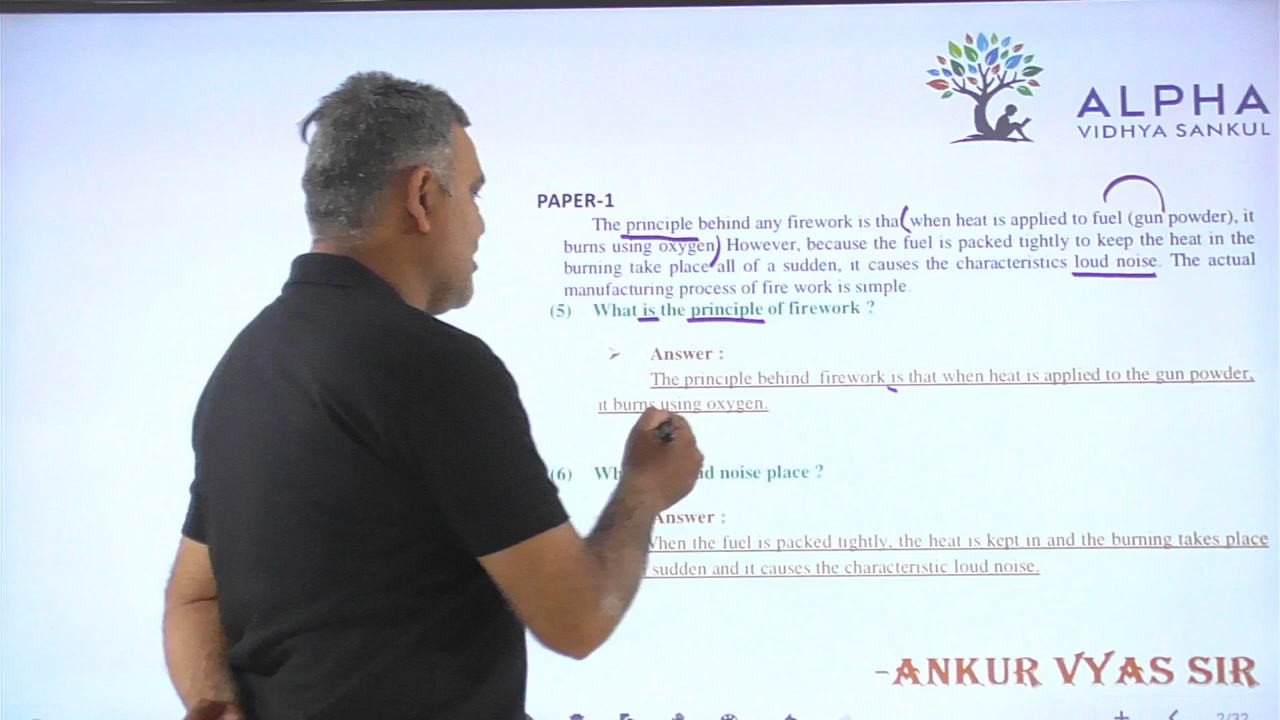 ALPHA
VIDHYA SANKUL
PAPER-1
The principle behind any firework is tha when heat is applied to fuel (gun powder), it
burns using oxygen) However, because the fuel is packed tightly to keep the heat in the
burning take place all of a sudden, it causes the characteristics loud noise. The actual
manufacturing process of fire work is simple.
(5) What is the principle of firework ?
➢ Answer :
The principle behind firework is that when heat is applied to the gun powder,
it burns using oxygen.
(6) noise place ?
Answer :
When the fuel is packed tightly, the heat is kept in and the burning takes place
sudden and it causes the characteristic loud noise.
-ANKUR VYAS SIR
2/32